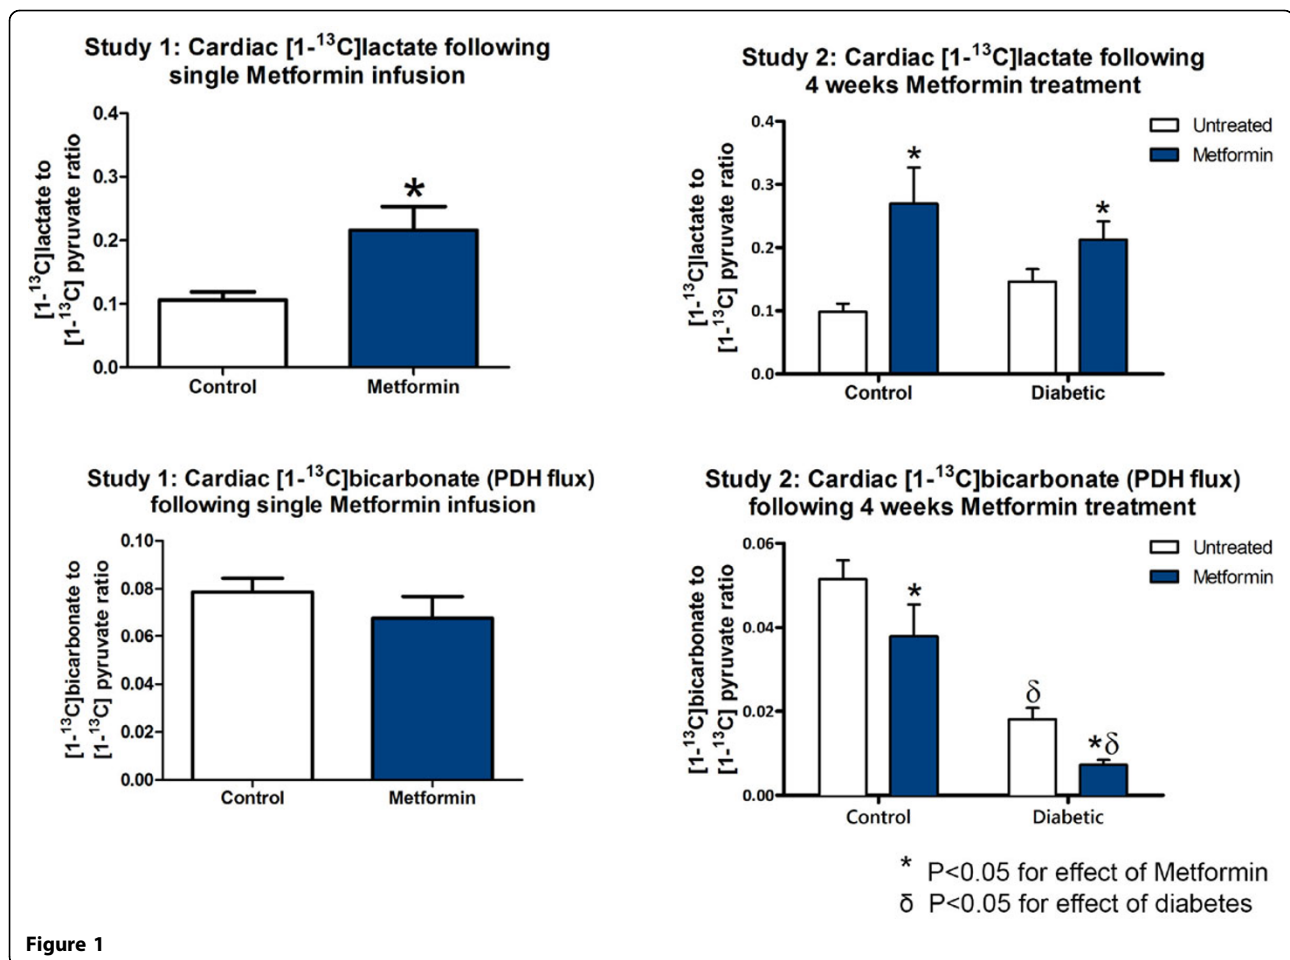 Study 1: Cardiac [1-¹³C]lactate following
single Metformin infusion
[1-¹³C]lactate to
[1-¹³C] pyruvate ratio
0.4
0.3
0.2
0.1
0.0
*
Control
Metformin
Study 2: Cardiac [1-¹³C]lactate following
4 weeks Metformin treatment
Untreated
Metformin
[1-¹³C]lactate to
[1-¹³C] pyruvate ratio
0.4
0.3
0.2
0.1
0.0
*
*
Control
Diabetic
Study 1: Cardiac [1-¹³C]bicarbonate (PDH flux)
following single Metformin infusion
[1-¹³C]bicarbonate to
[1-¹³C] pyruvate ratio
0.10
0.08
0.06
0.04
0.02
0.00
Control
Metformin
Study 2: Cardiac [1-¹³C]bicarbonate (PDH flux)
following 4 weeks Metformin treatment
Untreated
Metformin
[1-¹³C]bicarbonate to
[1-¹³C] pyruvate ratio
0.06
0.04
0.02
0.00
*
δ
*δ
Control
Diabetic
* P<0.05 for effect of Metformin
δ P<0.05 for effect of diabetes
Figure 1